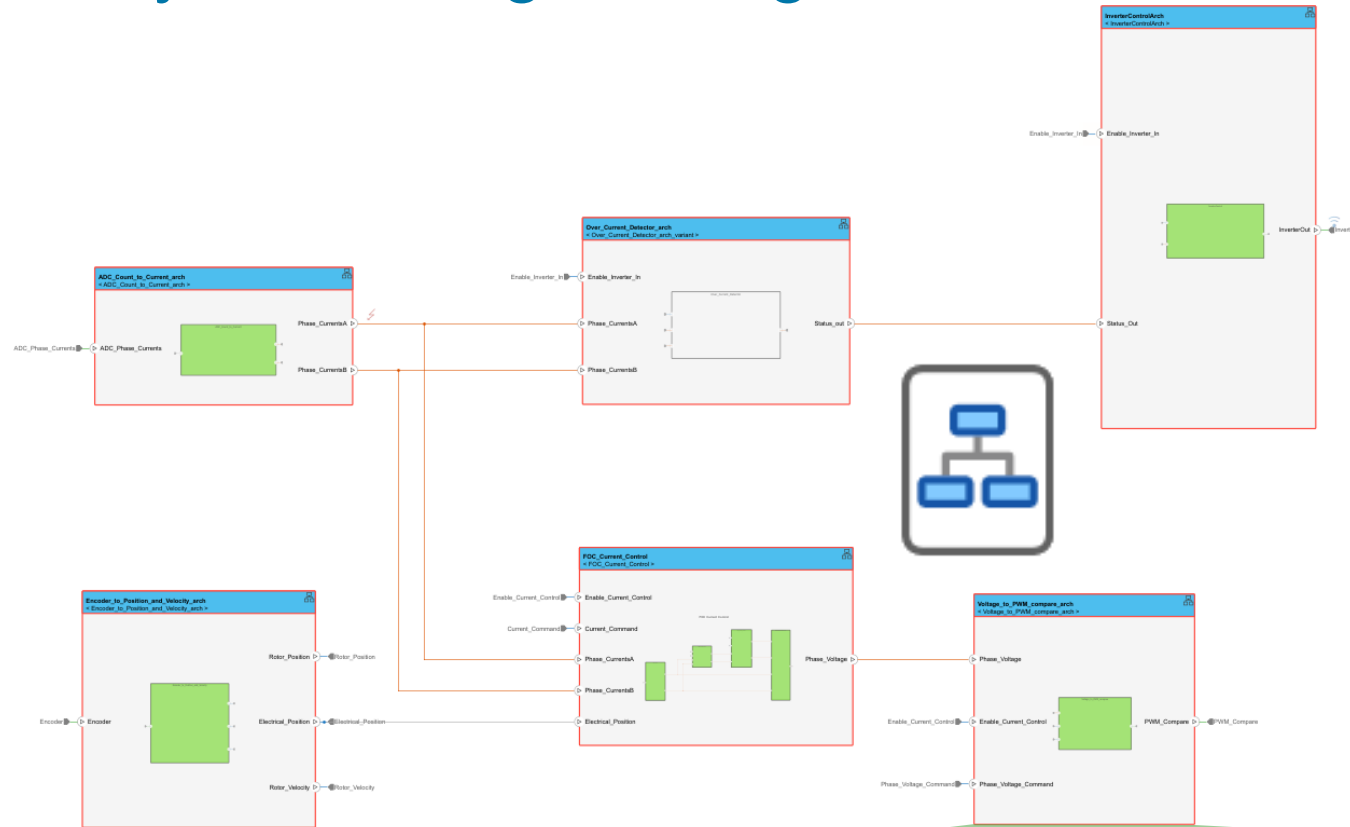 InverterControlArch
< InverterControlArch >
Enable_Inverter_In
Enable_Inverter_In
InverterOut
Status_Out
Over_Current_Detector_arch
< Over_Current_Detector_arch_variant >
Enable_Inverter_In
Enable_Inverter_In
Phase_CurrentsA
Status_out
Phase_CurrentsB
ADC_Count_to_Current_arch
< ADC_Count_to_Current_arch >
Phase_CurrentsA
ADC_Phase_Currents
ADC_Phase_Currents
Phase_CurrentsB
FOC_Current_Control
< FOC_Current_Control >
Enable_Current_Control
Enable_Current_Control
Current_Command
Current_Command
Phase_CurrentsA
Phase_Voltage
Phase_CurrentsB
Electrical_Position
Encoder_to_Position_and_Velocity_arch
< Encoder_to_Position_and_Velocity_arch >
Rotor_Position
Rotor_Position
Encoder
Encoder
Electrical_Position
Electrical_Position
Rotor_Velocity
Rotor_Velocity
Voltage_to_PWM_compare_arch
< Voltage_to_PWM_compare_arch >
Phase_Voltage
Enable_Current_Control
Enable_Current_Control
PWM_Compare
PWM_Compare
Phase_Voltage_Command
Phase_Voltage_Command